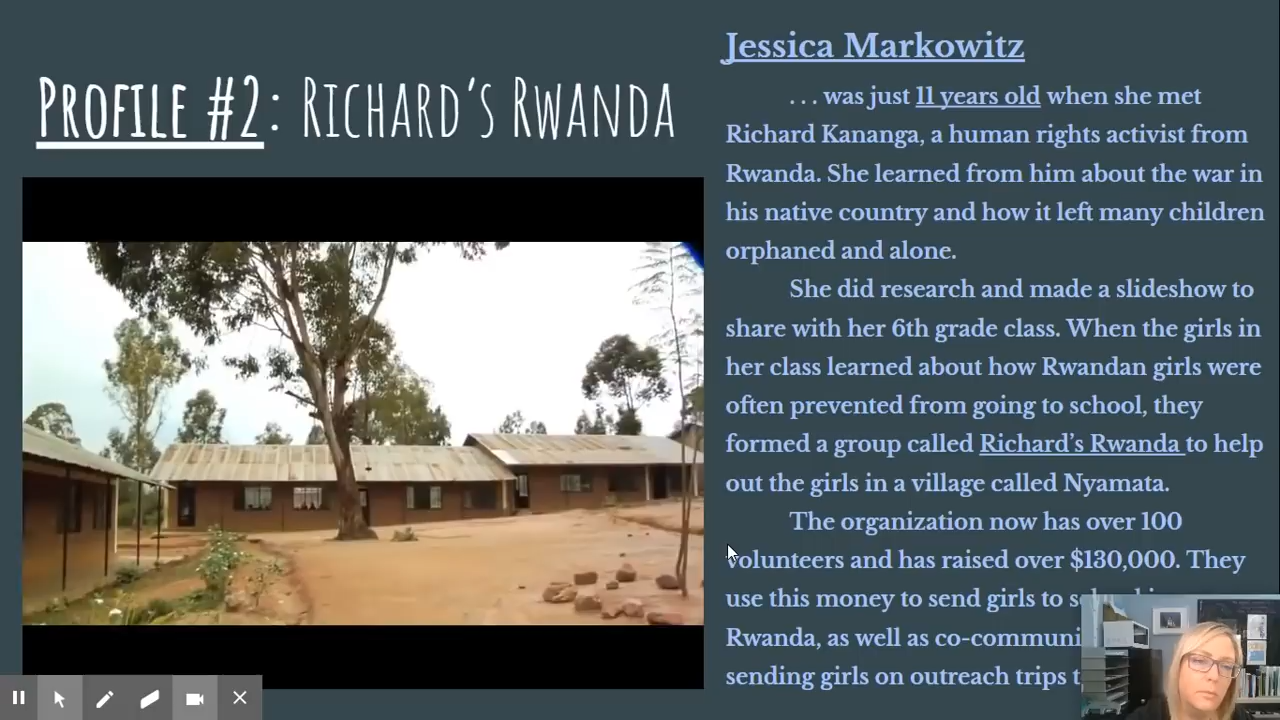 Profile #2: Richard's Rwanda
Jessica Markowitz
. . . was just 11 years old when she met
Richard Kananga, a human rights activist from
Rwanda. She learned from him about the war in
his native country and how it left many children
orphaned and alone.
She did research and made a slideshow to
share with her 6th grade class. When the girls in
her class learned about how Rwandan girls were
often prevented from going to school, they
formed a group called Richard's Rwanda to help
out the girls in a village called Nyamata.
The organization now has over 100
volunteers and has raised over $130,000. They
use this money to send girls to
Rwanda, as well as
sending girls on outreach trips